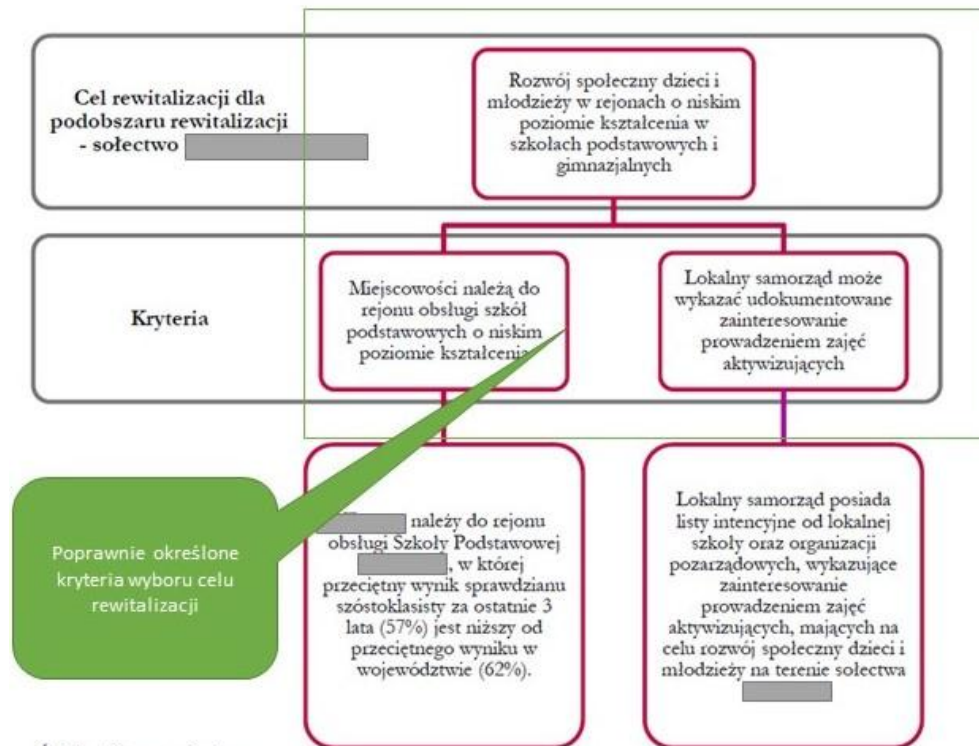 Cel rewitalizacji dla
podobszaru rewitalizacji
- sołectwo
Rozwój społeczny dzieci i
młodzieży w rejonach o niskim
poziomie kształcenia w
szkołach podstawowych i
gimnazjalnych
Kryteria
Miejscowości należą do
rejonu obsługi szkół
podstawowych o niskim
poziomie kształcenia
Lokalny samorząd może
wykazać udokumentowane
zainteresowanie
prowadzeniem zajęć
aktywizujących
Poprawnie określone
kryteria wyboru celu
rewitalizacji
należy do rejonu
obsługi Szkoły Podstawowej
, w której
przeciętny wynik sprawdzianu
szóstoklasisty za ostatnie 3
lata (57%) jest niższy od
przeciętnego wyniku w
województwie (62%).
Lokalny samorząd posiada
listy intencyjne od lokalnej
szkoły oraz organizacji
pozarządowych, wykazujące
zainteresowanie
prowadzeniem zajęć
aktywizujących, mających na
celu rozwój społeczny dzieci i
młodzieży na terenie sołectwa